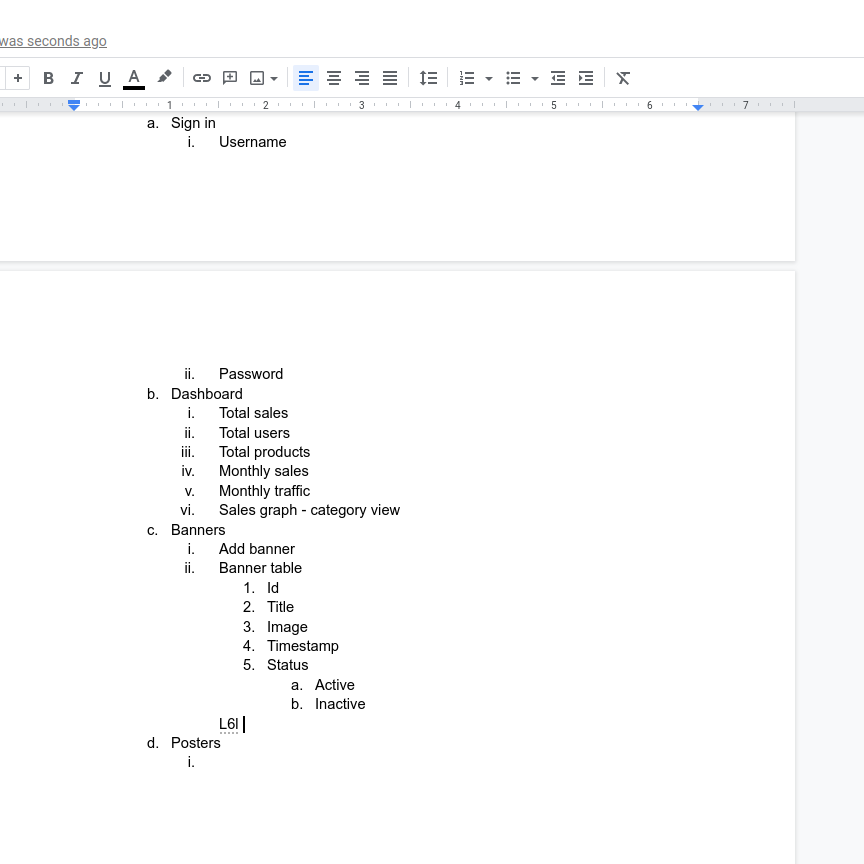 was seconds ago
+ B I U A
1 2 3 4 5 6 7
a. Sign in
i. Username
ii. Password
b. Dashboard
i. Total sales
ii. Total users
iii. Total products
iv. Monthly sales
v. Monthly traffic
vi. Sales graph - category view
c. Banners
i. Add banner
ii. Banner table
1. Id
2. Title
3. Image
4. Timestamp
5. Status
a. Active
b. Inactive
L6l
d. Posters
i.